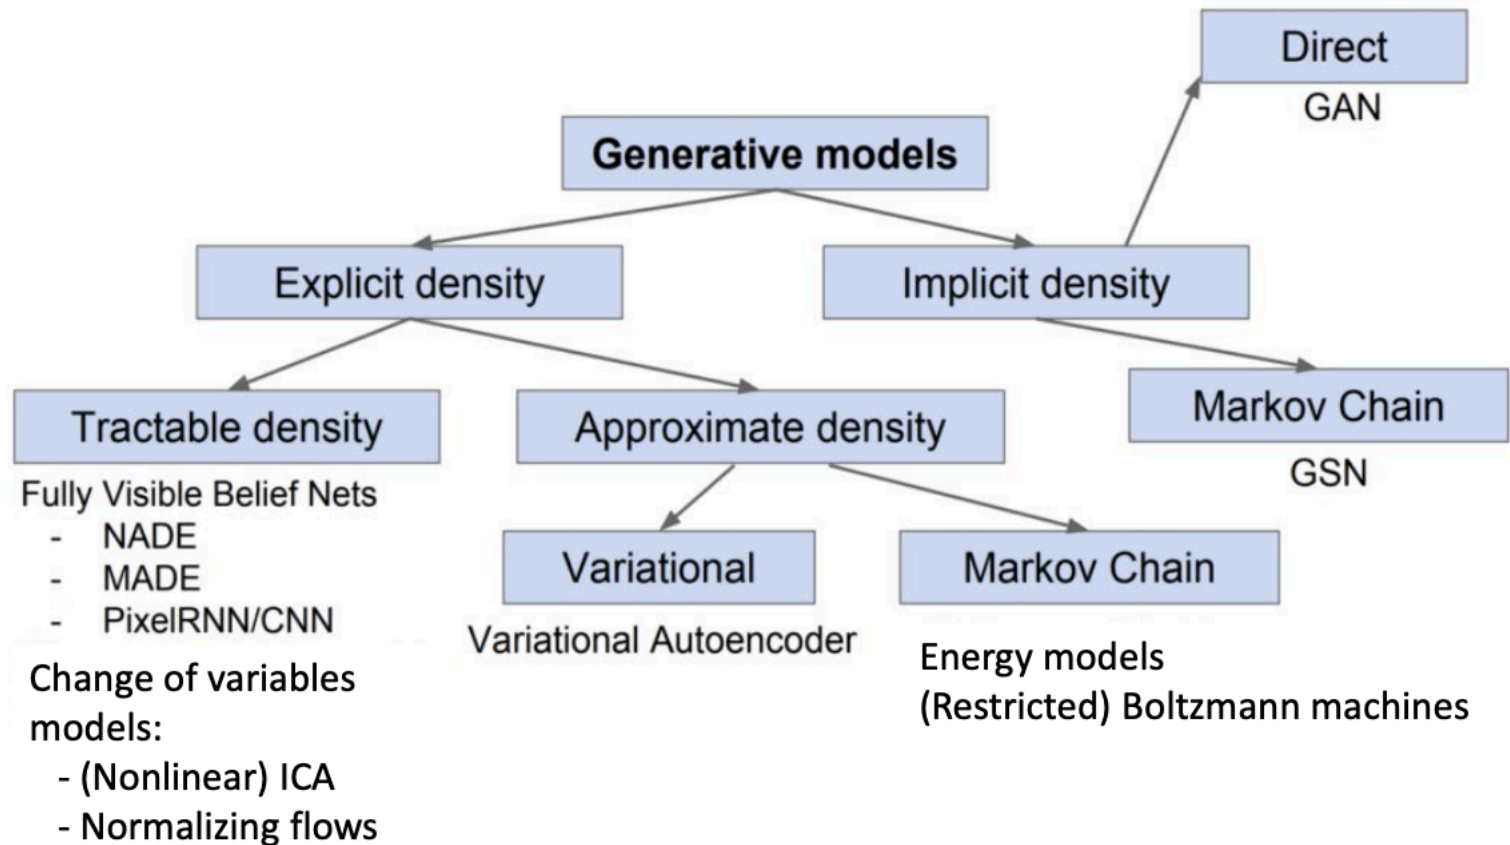 Direct
GAN
Generative models
Explicit density
Implicit density
Tractable density
Approximate density
Markov Chain
GSN
Fully Visible Belief Nets
- NADE
- MADE
- PixelRNN/CNN
Variational
Markov Chain
Variational Autoencoder
Energy models
(Restricted) Boltzmann machines
Change of variables
models:
- (Nonlinear) ICA
- Normalizing flows